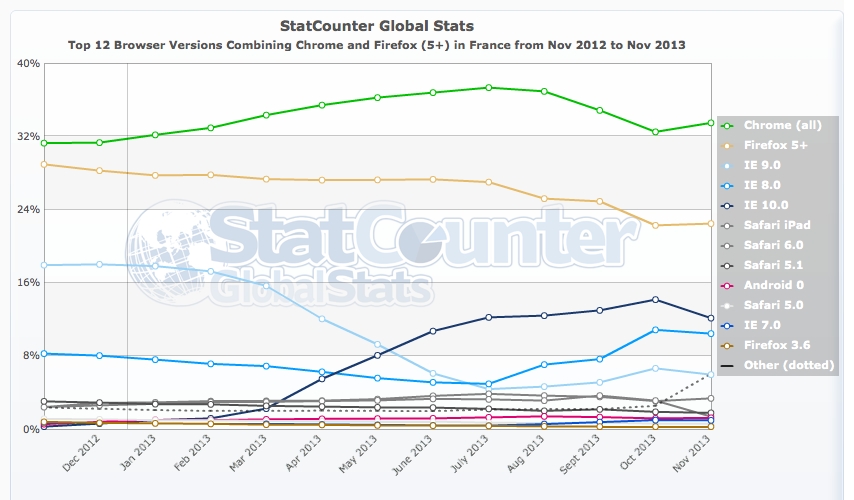 StatCounter Global Stats
Top 12 Browser Versions Combining Chrome and Firefox (5+) in France from Nov 2012 to Nov 2013
40%
32%
24%
16%
8%
0%
StatCounter
GlobalStats
Chrome (all)
Firefox 5+
IE 9.0
IE 8.0
IE 10.0
Safari iPad
Safari 6.0
Safari 5.1
Android 0
Safari 5.0
IE 7.0
Firefox 3.6
Other (dotted)
Dec 2012
Jan 2013
Feb 2013
Mar 2013
Apr 2013
May 2013
June 2013
July 2013
Aug 2013
Sept 2013
Oct 2013
Nov 2013